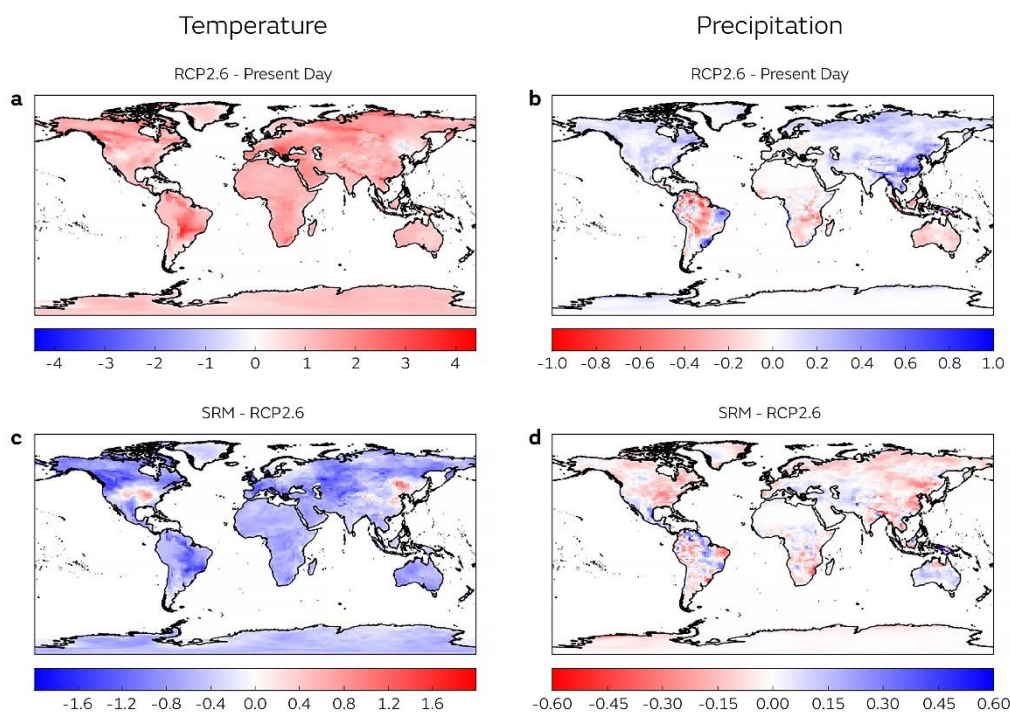 Temperature
Precipitation
RCP2.6 - Present Day
RCP2.6 - Present Day
a
b
-4 -3 -2 -1 0 1 2 3 4
-1.0 -0.8 -0.6 -0.4 -0.2 0.0 0.2 0.4 0.6 0.8 1.0
SRM - RCP2.6
SRM - RCP2.6
c
d
-1.6 -1.2 -0.8 -0.4 0.0 0.4 0.8 1.2 1.6
-0.60 -0.45 -0.30 -0.15 0.00 0.15 0.30 0.45 0.60